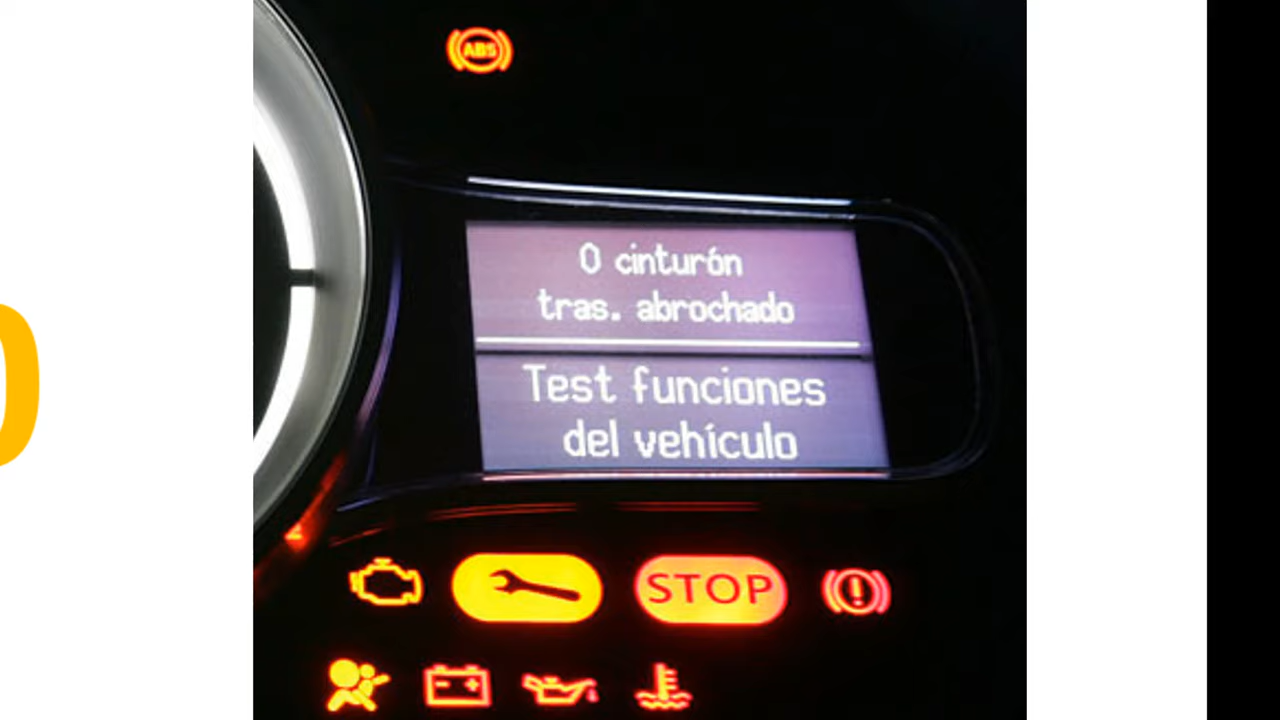 ABS
0 cinturón
tras. abrochado
Test funciones
del vehículo
STOP